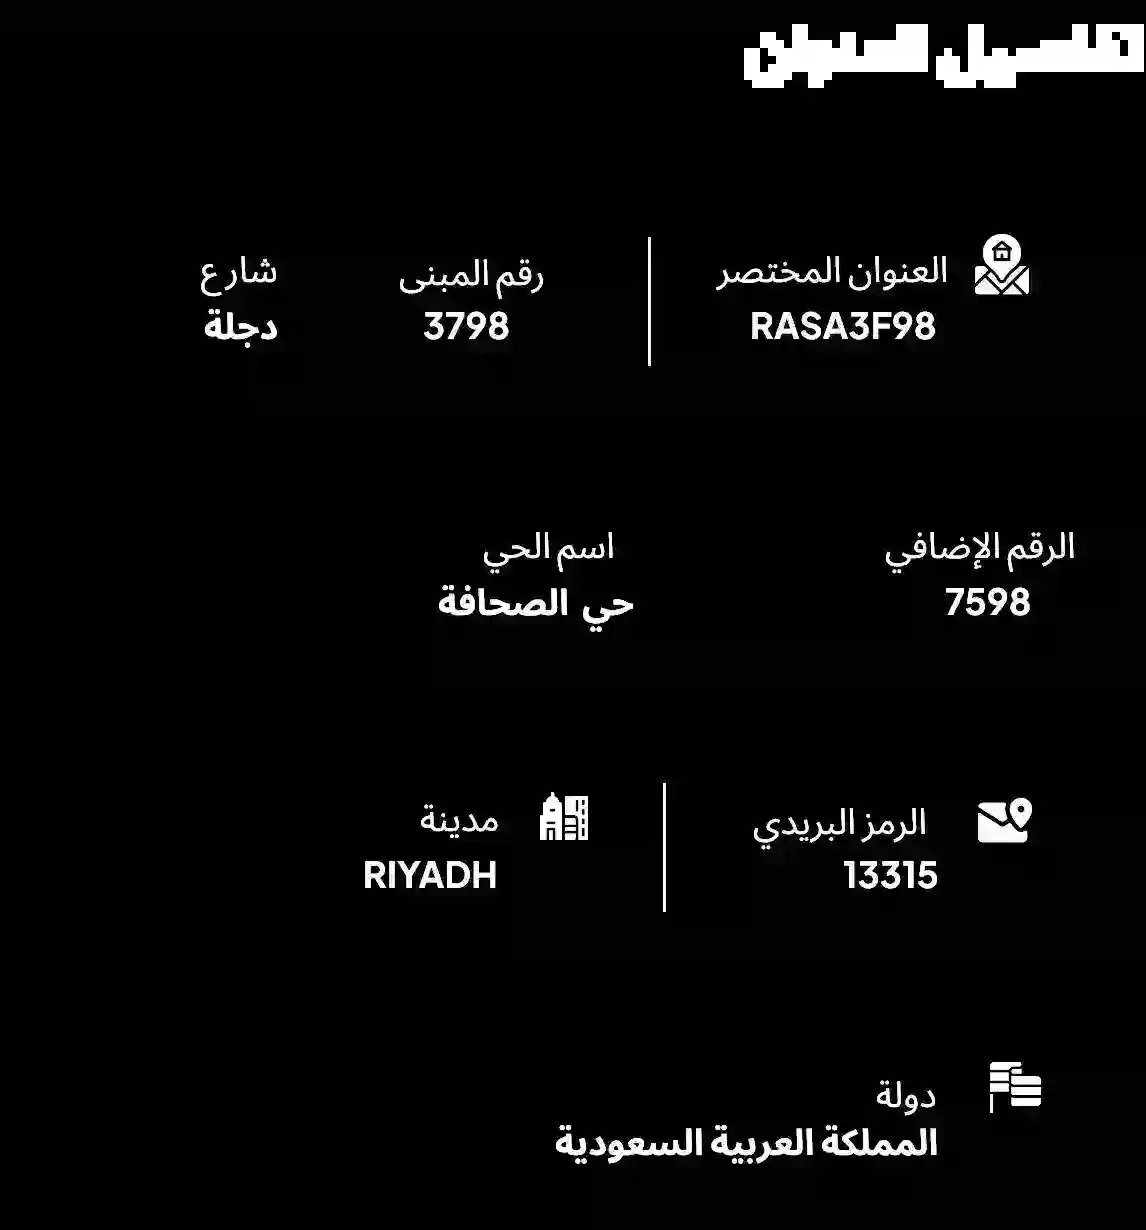 تفاصيل العنوان
العنوان المختصر
RASA3F98
رقم المبنى
3798
شارع
دجلة
الرقم الإضافي
7598
اسم الحي
حي الصحافة
الرمز البريدي
13315
مدينة
RIYADH
دولة
المملكة العربية السعودية